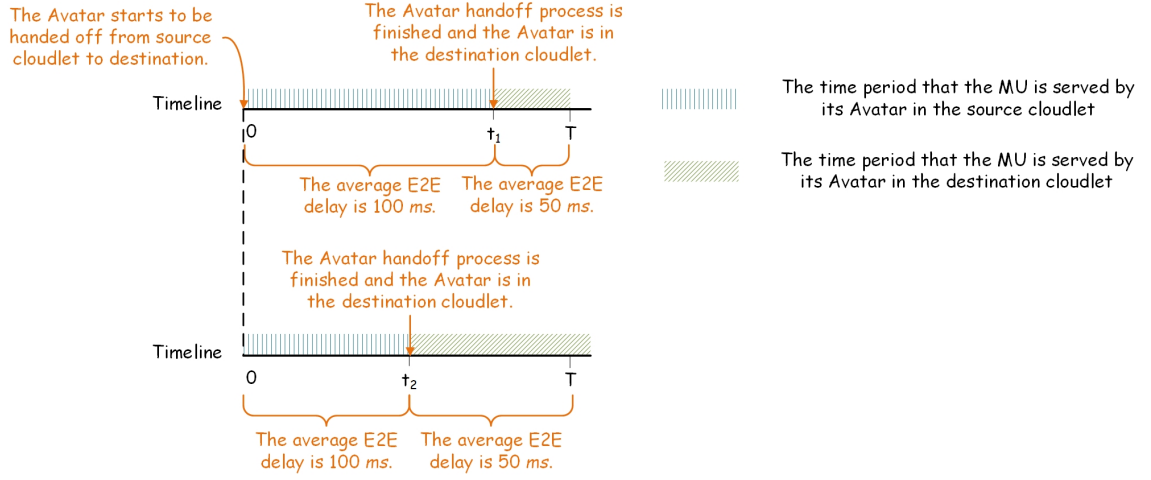 The Avatar starts to be
handed off from source
cloudlet to destination.
The Avatar handoff process is
finished and the Avatar is in
the destination cloudlet.
Timeline
0
t1
T
The average E2E
delay is 100 ms.
The average E2E
delay is 50 ms.
The time period that the MU is served by
its Avatar in the source cloudlet
The time period that the MU is served by
its Avatar in the destination cloudlet
The Avatar handoff process is
finished and the Avatar is in
the destination cloudlet.
Timeline
0
t2
T
The average E2E
delay is 100 ms.
The average E2E
delay is 50 ms.